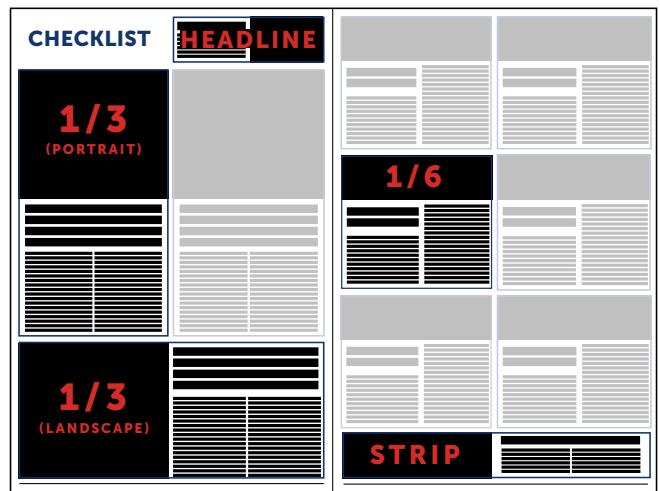 CHECKLIST
HEADLINE
1/3
(PORTRAIT)
1/3
(LANDSCAPE)
1/6
STRIP